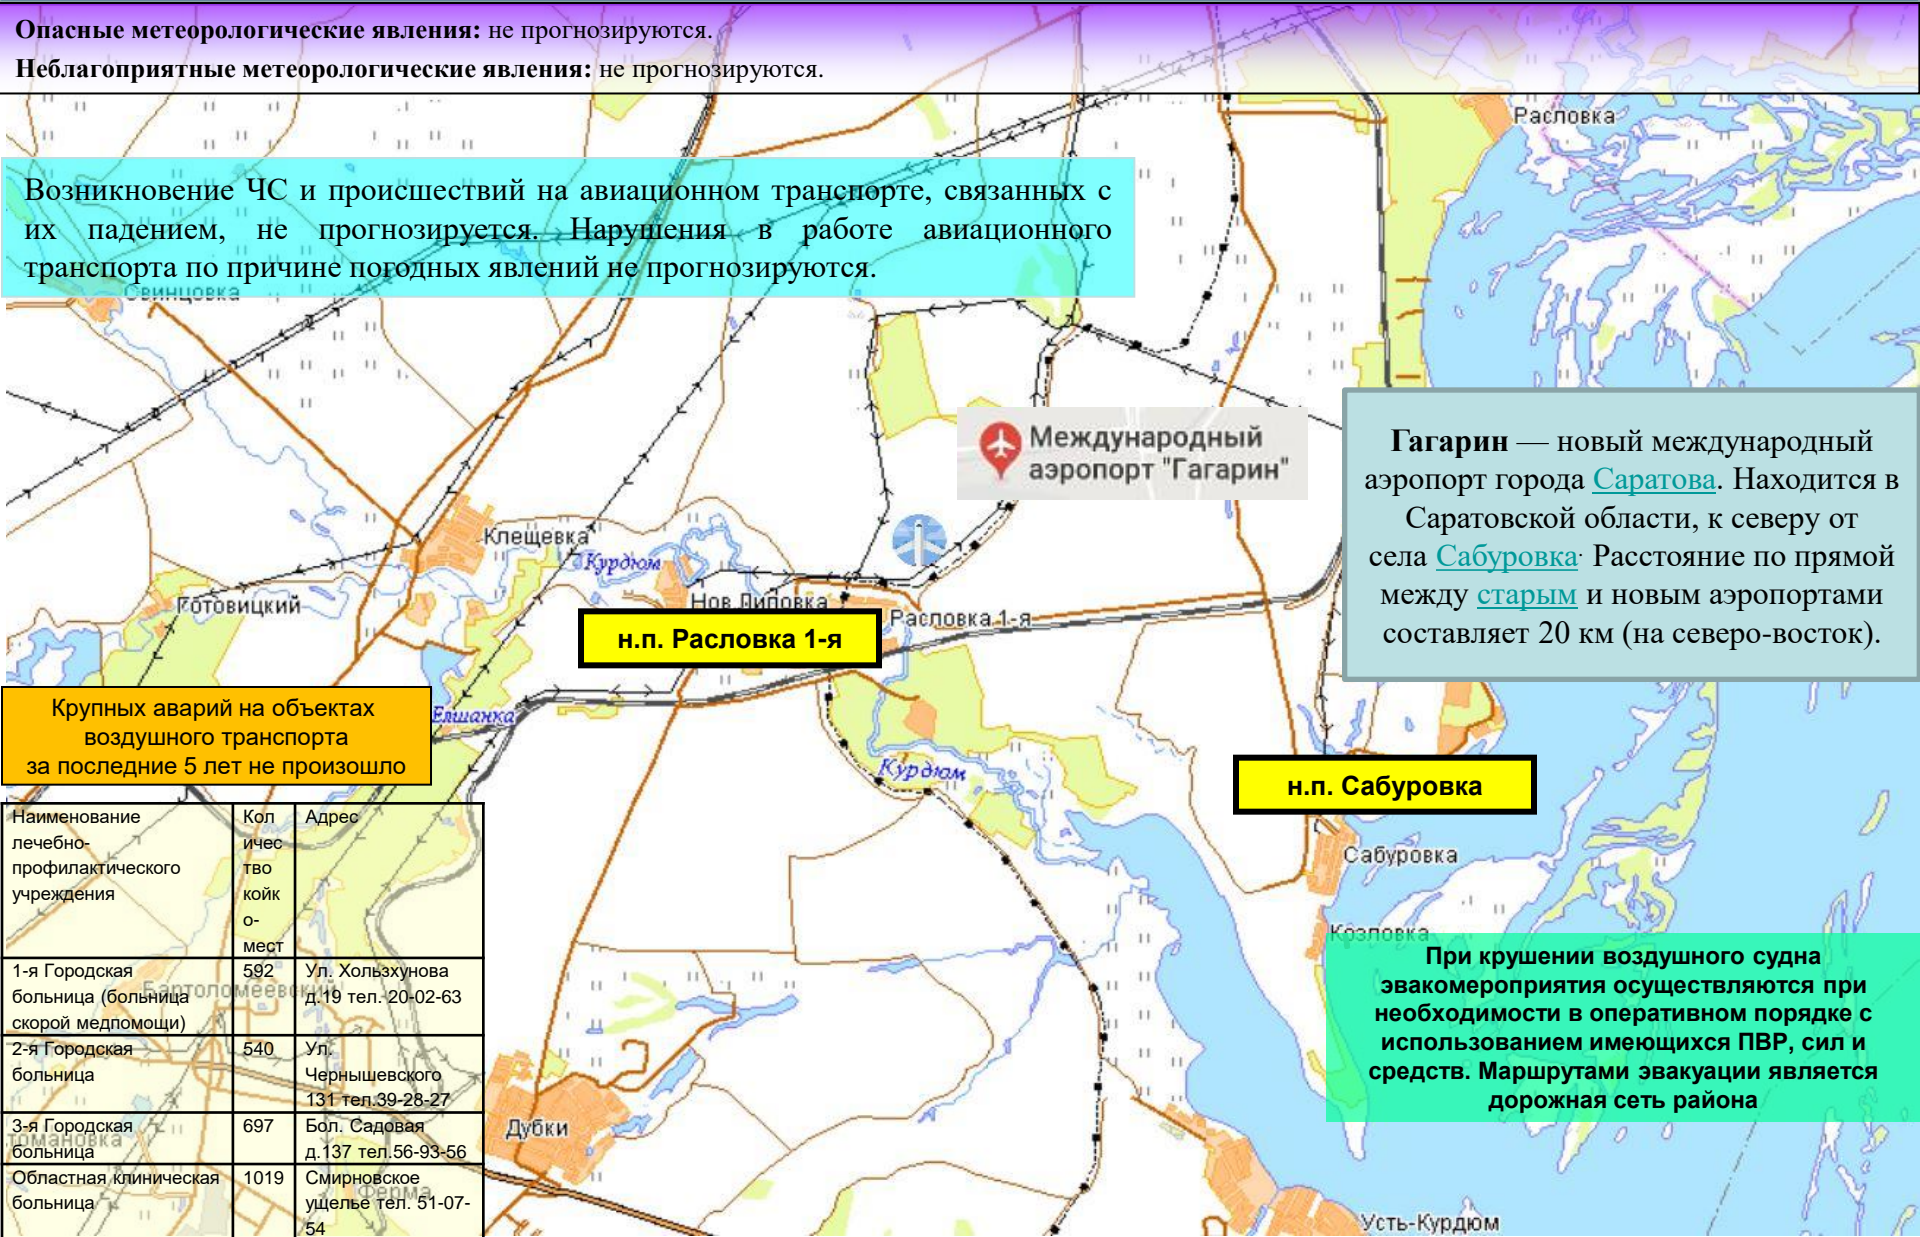 Опасные метеорологические явления: не прогнозируются.
Неблагоприятные метеорологические явления: не прогнозируются.
Расловка
Возникновение ЧС и происшествий на авиационном транспорте, связанных с
их падением, не прогнозируется. Нарушения в работе авиационного
транспорта по причине погодных явлений не прогнозируются.
Свинцовка
Международный
аэропорт "Гагарин"
Гагарин — новый международный
аэропорт города Саратова. Находится в
Саратовской области, к северу от
села Сабуровка. Расстояние по прямой
между старым и новым аэропортами
составляет 20 км (на северо-восток).
Клещевка
Курдюм
Готовицкий
Нов.Липовка
Расловка 1-я
н.п. Расловка 1-я
Елшанка
Крупных аварий на объектах
воздушного транспорта
за последние 5 лет не произошло
Курдюм
н.п. Сабуровка
Сабуровка
Козловка
При крушении воздушного судна
эвакомероприятия осуществляются при
необходимости в оперативном порядке с
использованием имеющихся ПВР, сил и
средств. Маршрутами эвакуации является
дорожная сеть района
Наименование
лечебно-
профилактического
учреждения
Кол
ичес
тво
койк
о-
мест
Адрес
1-я Городская
больница (больница
скорой медпомощи)
592
Ул. Хользхунова
д.19 тел. 20-02-63
Бартоломеевский
2-я Городская
больница
540
Ул.
Чернышевского
131 тел.39-28-27
3-я Городская
больница
697
Бол. Садовая
д.137 тел.56-93-56
Областная клиническая
больница
1019
Смирновское
ущелье тел. 51-07-
54
Ферма
Дубки
Усть-Курдюм